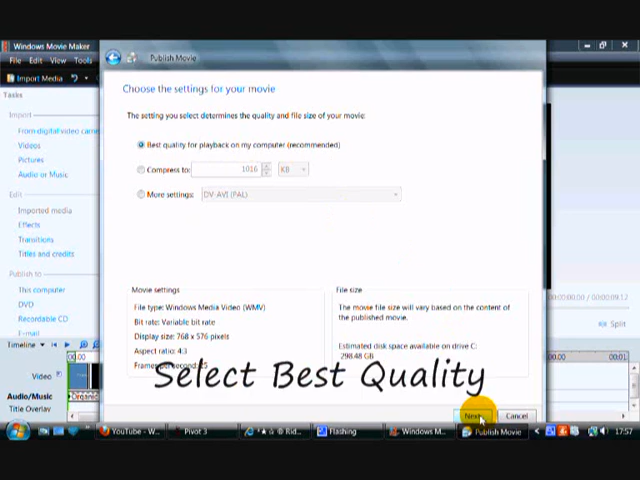 Windows Movie Maker
Publish Movie
File Edit View Tools
Import Media
Tasks
Import
From digital video came
Videos
Pictures
Audio or Music
Edit
Imported media
Effects
Transitions
Titles and credits
Publish to
This computer
DVD
Recordable CD
E-mail
Choose the settings for your movie
The setting you select determines the quality and file size of your movie:
Best quality for playback on my computer (recommended)
Compress to: 1016 KB
More settings: DV-AVI (PAL)
Movie settings
File type: Windows Media Video (WMV)
Bit rate: Variable bit rate
Display size: 768 x 576 pixels
Aspect ratio: 4:3
Frames per second: 25
File size
The movie file size will vary based on the content of
the published movie.
Estimated disk space available on drive C:
298.48 GB
Select Best Quality
Next
Cancel
Split
Timeline
Video
Audio/Music
Title Overlay
Organic
YouTube - W...
Pivot 3
Flashing
Windows M...
Publish Movie
17:57